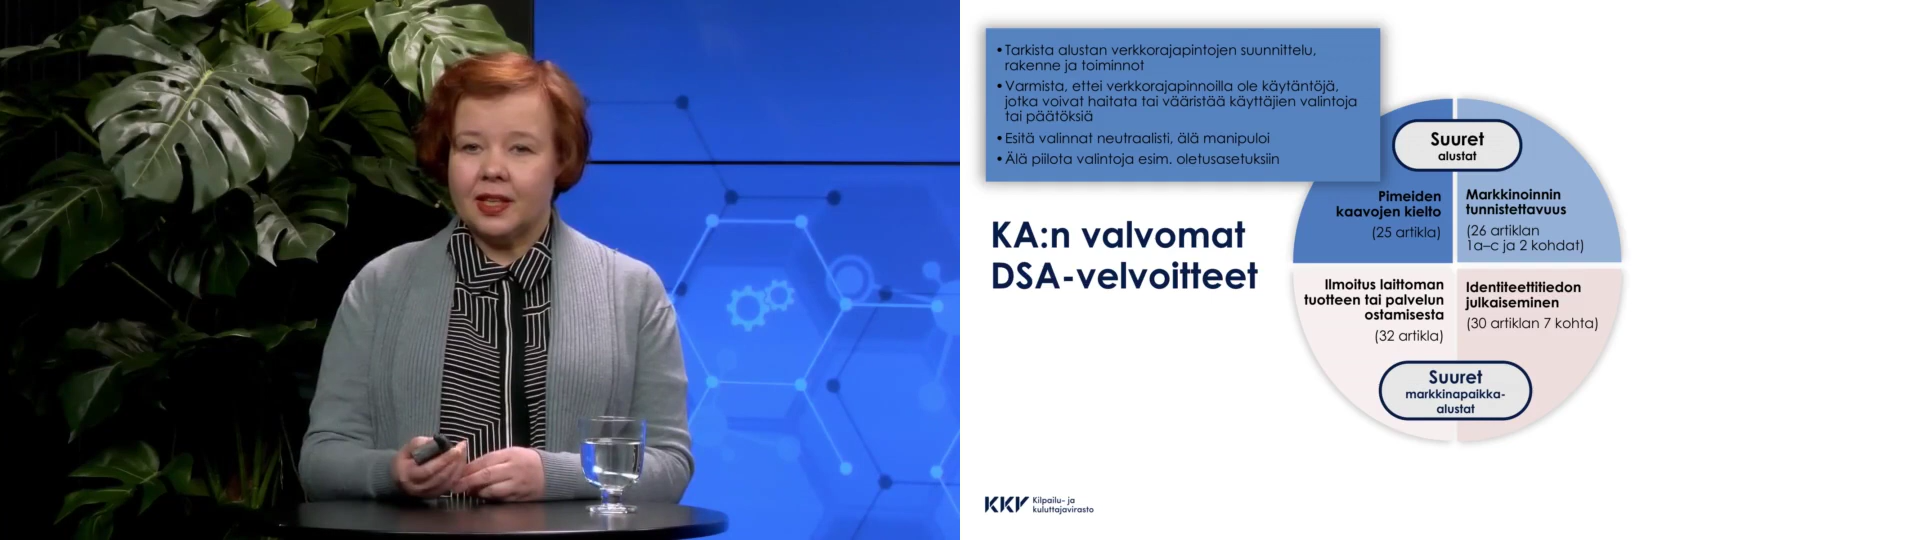 • Tarkista alustan verkkorajapintojen suunnittelu,
rakenne ja toiminnot
• Varmista, ettei verkkorajapinnoilla ole käytäntöjä,
jotka voivat haitata tai vääristää käyttäjien valintoja
tai päätöksiä
• Esitä valinnat neutraalisti, älä manipuloi
• Älä piilota valintoja esim. oletusasetuksiin
KA:n valvomat
DSA-velvoitteet
Suuret
alustat
Pimeiden
kaavojen kielto
(25 artikla)
Markkinoinnin
tunnistettavuus
(26 artiklan
1a–c ja 2 kohdat)
Ilmoitus laittoman
tuotteen tai palvelun
ostamisesta
(32 artikla)
Identiteettitiedon
julkaiseminen
(30 artiklan 7 kohta)
Suuret
markkinapaikka-
alustat
KKV Kilpailu- ja
kuluttajavirasto